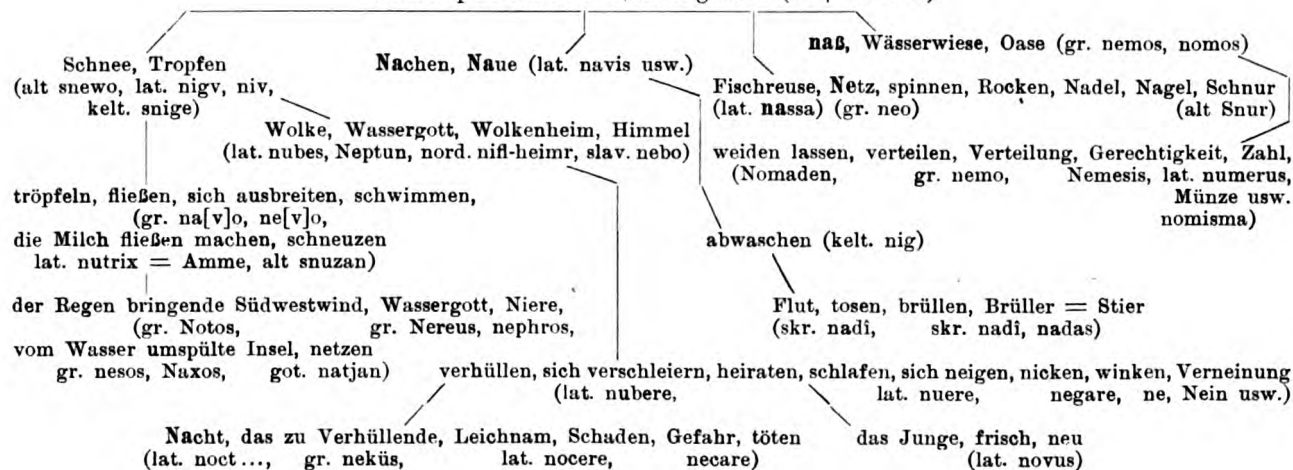 naß, Wässerwiese, Oase (gr. nemos, nomos)
Schnee, Tropfen
(alt snewo, lat. nigv, niv,
kelt. snige)
Nachen, Naue (lat. navis usw.)
Fischreuse, Netz, spinnen, Rocken, Nadel, Nagel, Schnur
(lat. nassa) (gr. neo) (alt Snur)
Wolke, Wassergott, Wolkenheim, Himmel
(lat. nubes, Neptun, nord. nifl-heimr, slav. nebo)
weiden lassen, verteilen, Verteilung, Gerechtigkeit, Zahl,
(Nomaden, gr. nemo, Nemesis, lat. numerus,
Münze usw.
nomisma)
tröpfeln, fließen, sich ausbreiten, schwimmen,
(gr. na[v]o, ne[v]o,
die Milch fließen machen, schneuzen
lat. nutrix = Amme, alt snuzan)
abwaschen (kelt. nig)
der Regen bringende Südwestwind, Wassergott, Niere,
(gr. Notos, gr. Nereus, nephros,
vom Wasser umspülte Insel, netzen
gr. nesos, Naxos, got. natjan)
Flut, tosen, brüllen, Brüller = Stier
(skr. nadî, skr. nadî, nadas)
verhüllen, sich verschleiern, heiraten, schlafen, sich neigen, nicken, winken, Verneinung
(lat. nubere, lat. nuere, negare, ne, Nein usw.)
Nacht, das zu Verhüllende, Leichnam, Schaden, Gefahr, töten
(lat. noct ..., gr. neküs, lat. nocere, necare)
das Junge, frisch, neu
(lat. novus)